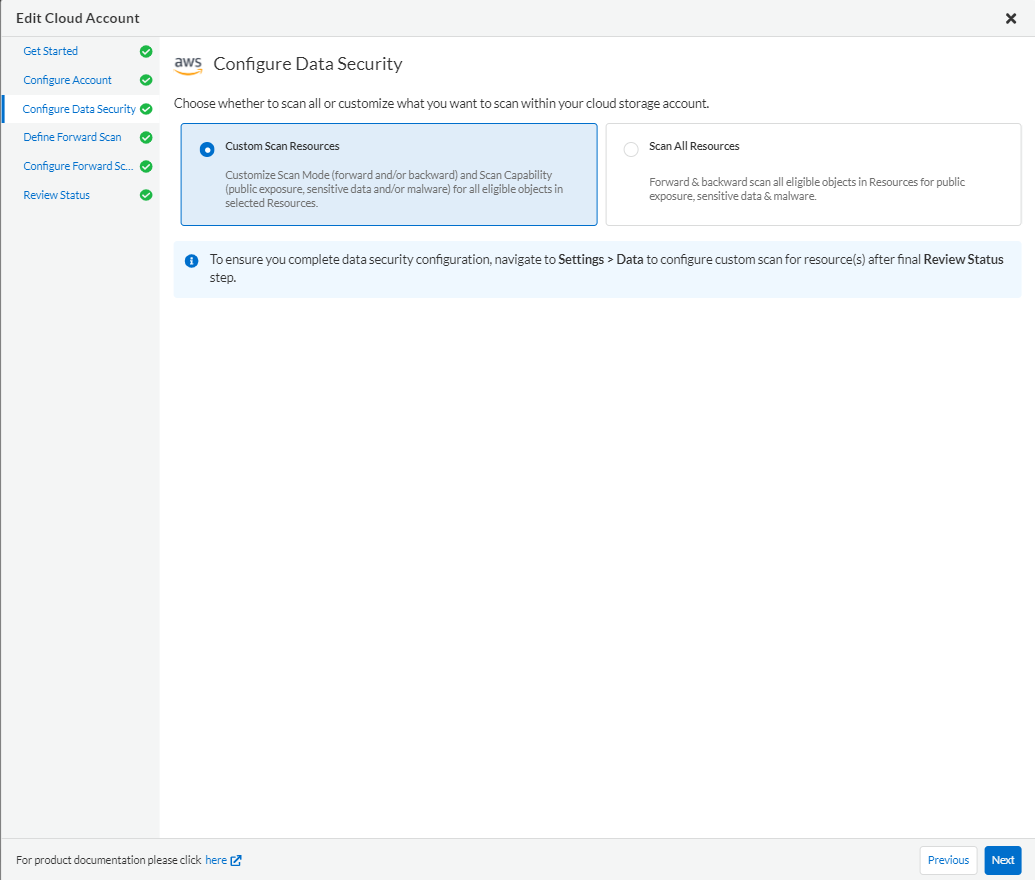 Edit Cloud Account
Get Started
Configure Account
Configure Data Security
Define Forward Scan
Configure Forward Sc...
Review Status
aws
Configure Data Security
Choose whether to scan all or customize what you want to scan within your cloud storage account.
Custom Scan Resources
Customize Scan Mode (forward and/or backward) and Scan Capability
(public exposure, sensitive data and/or malware) for all eligible objects in
selected Resources.
Scan All Resources
Forward & backward scan all eligible objects in Resources for public
exposure, sensitive data & malware.
To ensure you complete data security configuration, navigate to Settings > Data to configure custom scan for resource(s) after final Review Status
step.
For product documentation please click here
Previous
Next